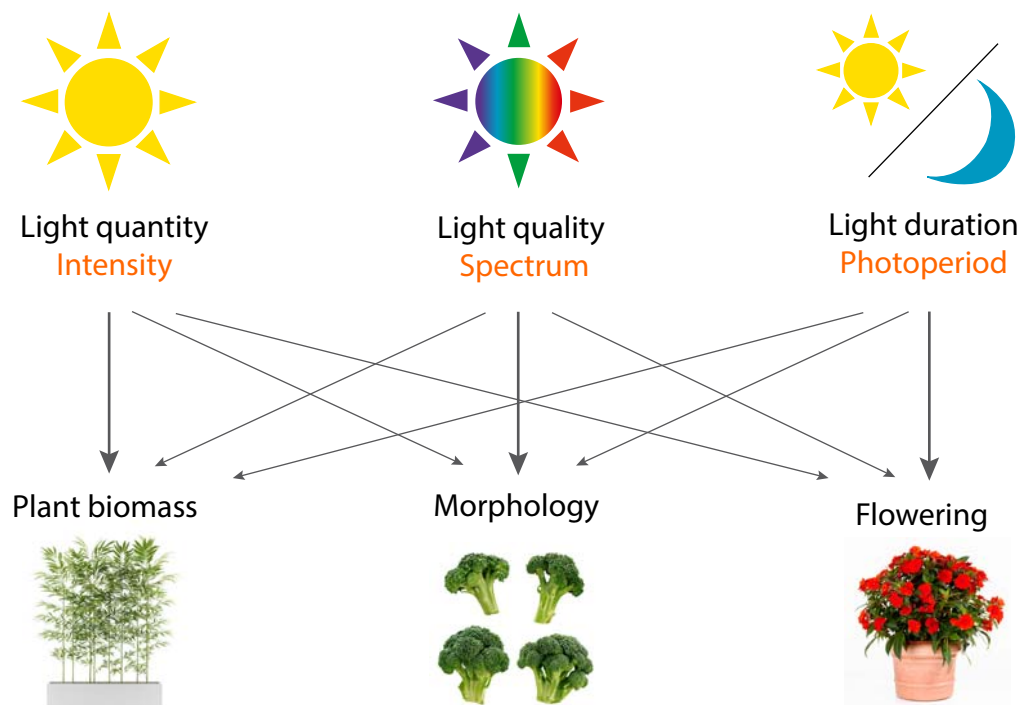 Light quantity
Intensity
Light quality
Spectrum
Light duration
Photoperiod
Plant biomass
Morphology
Flowering